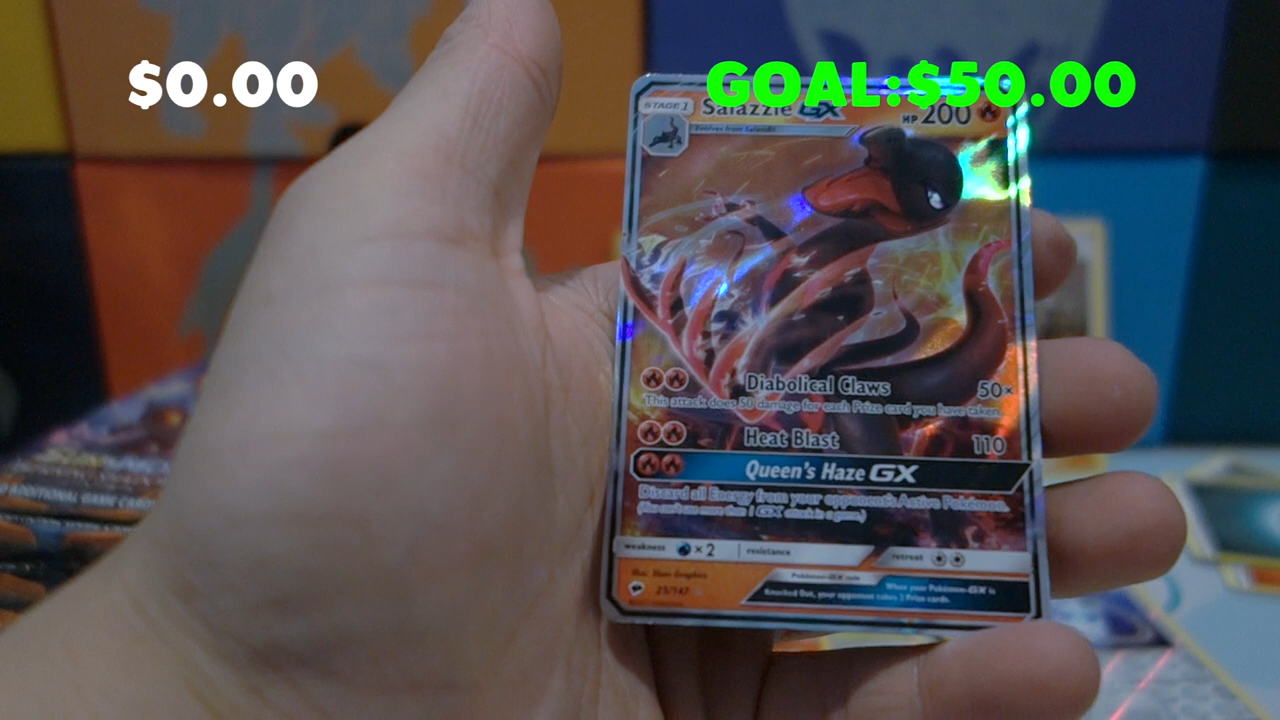 $0.00
GOAL:$50.00
STAGE 1
Salazzle GX
HP 200
Evolves from Salandit
Diabolical Claws 50×
This attack does 50 damage for each Prize card you have taken.
Heat Blast 110
Queen's Haze GX
Discard all Energy from your opponent's Active Pokémon.
(You can't use more than 1 GX attack in a game.)
weakness ×2 resistance retreat
Pokémon-GX rule
When your Pokémon-GX is
Knocked Out, your opponent takes 2 Prize cards.
25/147
ADDITIONAL GAME CARDS